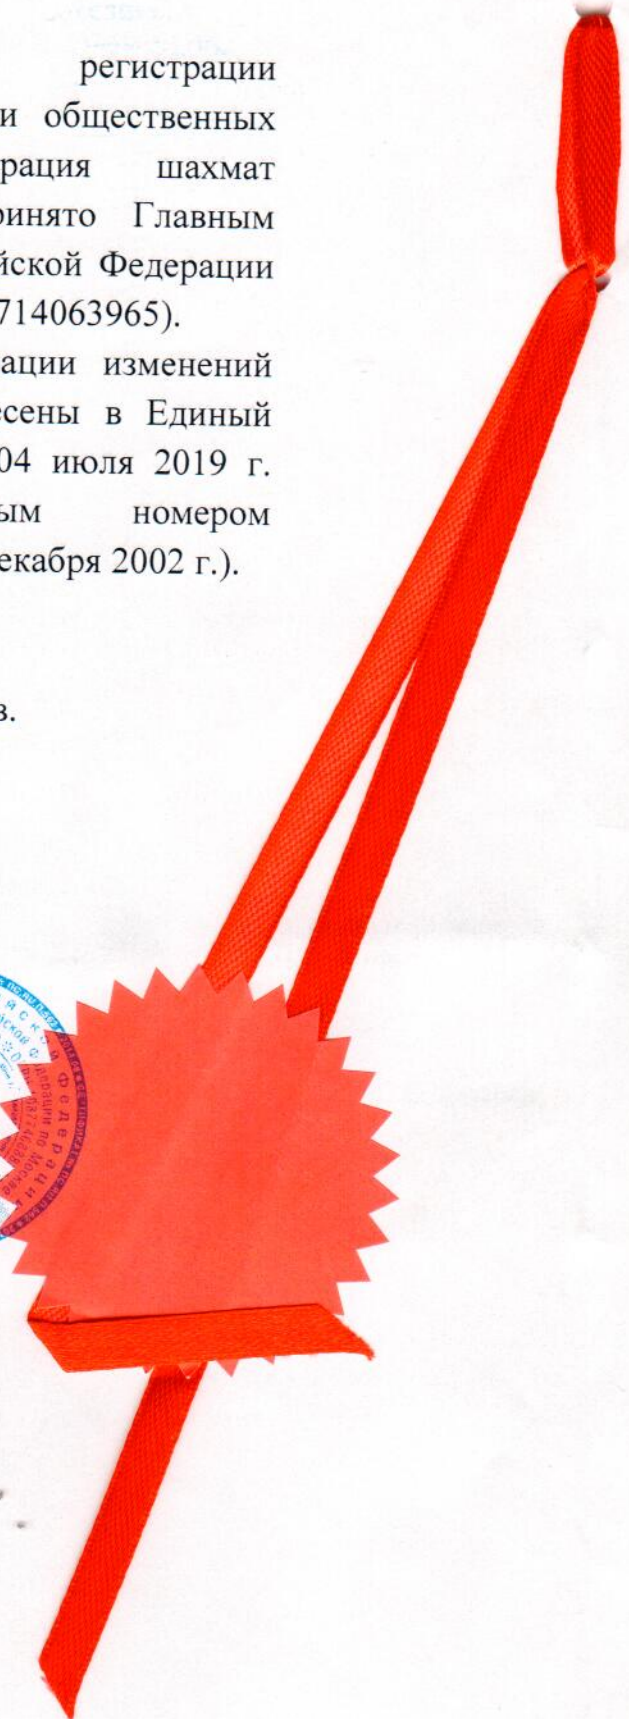 регистрации
и общественных
рация шахмат
ринято Главным
йской Федерации
714063965).
ации изменений
есены в Единый
04 июля 2019 г.
ым номером
екабря 2002 г.).
в.